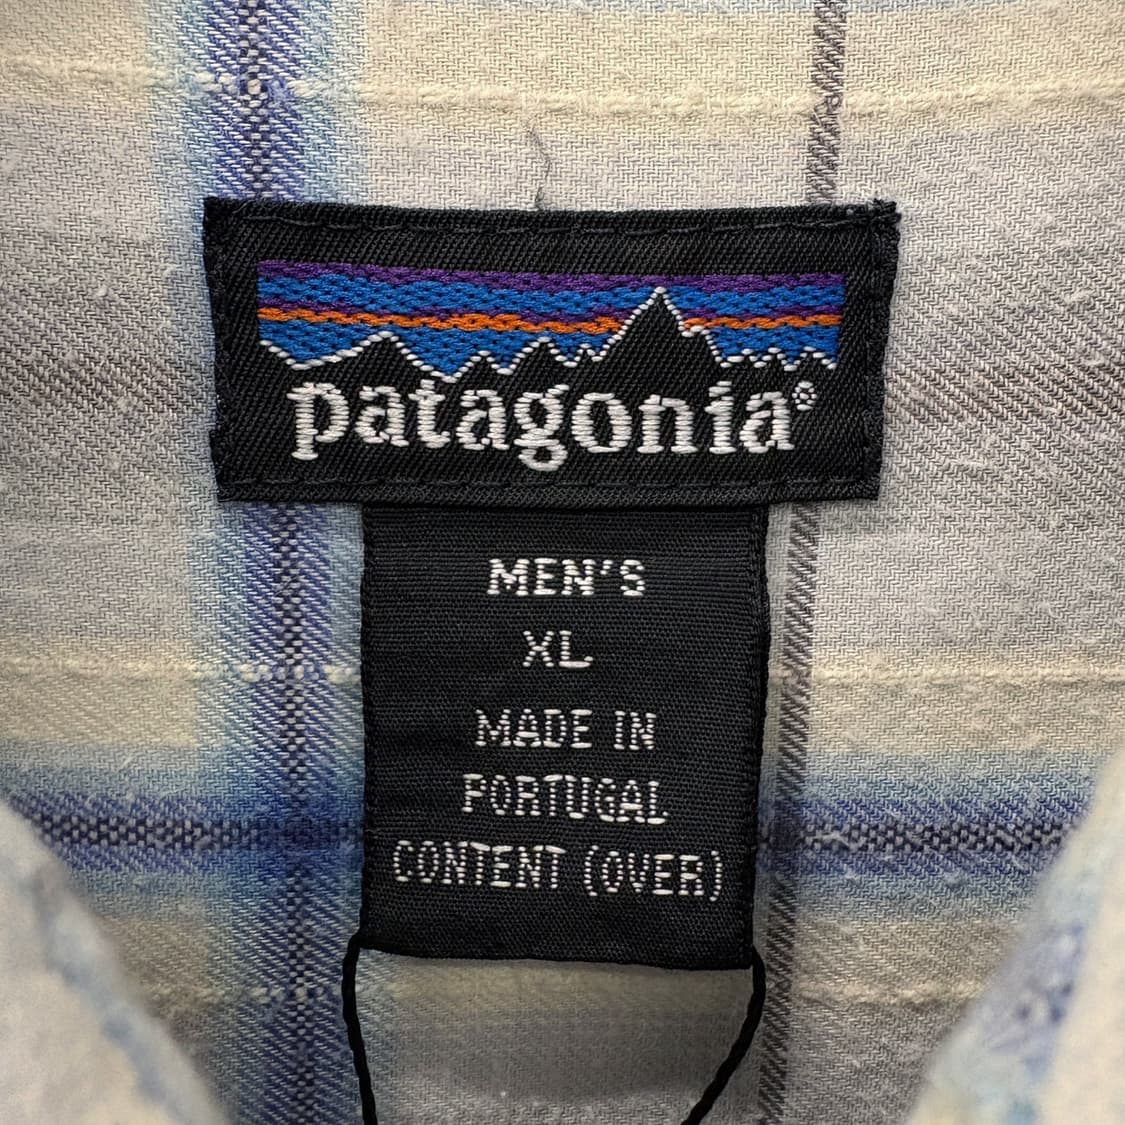 patagonia®
MEN'S
XL
MADE IN
PORTUGAL
CONTENT (OVER)